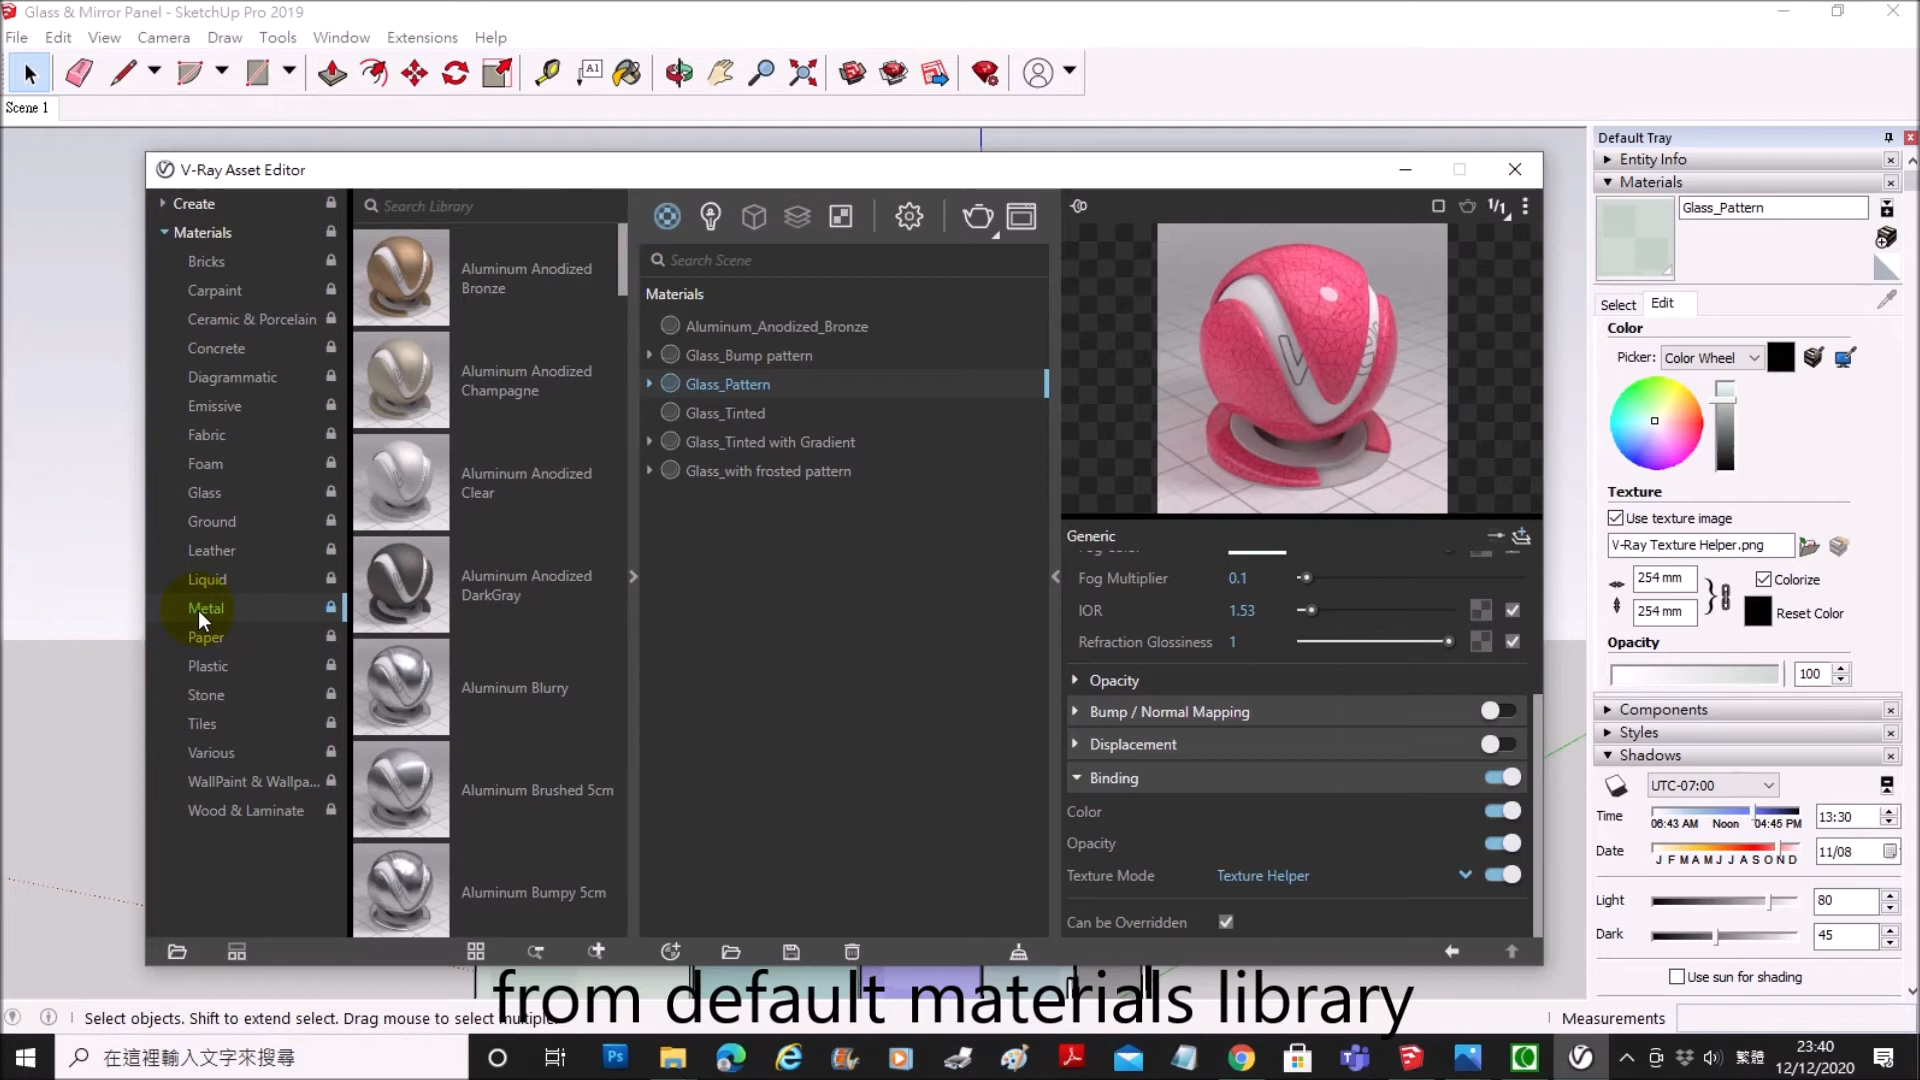 Glass & Mirror Panel - SketchUp Pro 2019
File Edit View Camera Draw Tools Window Extensions Help
A1
Scene 1
V-Ray Asset Editor
Create
Materials
Bricks
Carpaint
Ceramic & Porcelain
Concrete
Diagrammatic
Emissive
Fabric
Foam
Glass
Ground
Leather
Liquid
Metal
Paper
Plastic
Stone
Tiles
Various
WallPaint & Wallpa...
Wood & Laminate
Search Library
Aluminum Anodized
Bronze
Aluminum Anodized
Champagne
Aluminum Anodized
Clear
Aluminum Anodized
DarkGray
Aluminum Blurry
Aluminum Brushed 5cm
Aluminum Bumpy 5cm
Search Scene
Materials
Aluminum_Anodized_Bronze
Glass_Bump pattern
Glass_Pattern
Glass_Tinted
Glass_Tinted with Gradient
Glass_with frosted pattern
1/1
Generic
Fog Color
Fog Multiplier 0.1
IOR 1.53
Refraction Glossiness 1
Opacity
Bump / Normal Mapping
Displacement
Binding
Color
Opacity
Texture Mode Texture Helper
Can be Overridden
Default Tray
Entity Info
Materials
Glass_Pattern
Select Edit
Color
Picker: Color Wheel
Texture
Use texture image
V-Ray Texture Helper.png
254 mm Colorize
254 mm Reset Color
Opacity
100
Components
Styles
Shadows
UTC-07:00
Time 06:43 AM Noon 04:45 PM 13:30
Date J F M A M J J A S O N D 11/08
Light 80
Dark 45
Use sun for shading
from default materials library
Select objects. Shift to extend select. Drag mouse to select multiple.
Measurements
在這裡輸入文字來搜尋
Ps
繁體
23:40
12/12/2020